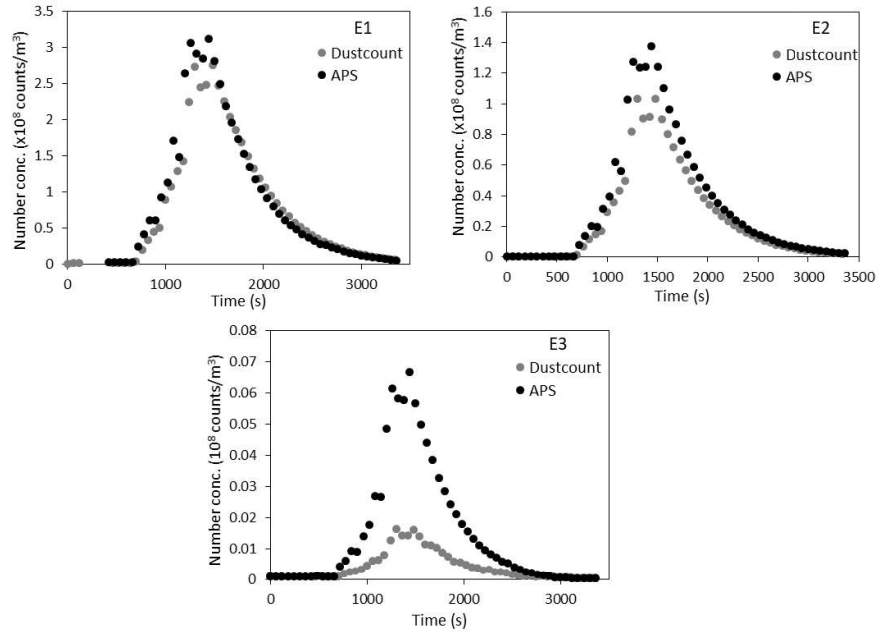 E1
Dustcount
APS
Number conc. (x10⁸ counts/m³)
3.5
3
2.5
2
1.5
1
0.5
0
0 1000 2000 3000
Time (s)
E2
Dustcount
APS
Number conc. (x10⁸ counts/m³)
1.6
1.4
1.2
1
0.8
0.6
0.4
0.2
0
0 500 1000 1500 2000 2500 3000 3500
Time (s)
E3
Dustcount
APS
Number conc. (10⁸ counts/m³)
0.08
0.07
0.06
0.05
0.04
0.03
0.02
0.01
0
0 1000 2000 3000
Time (s)